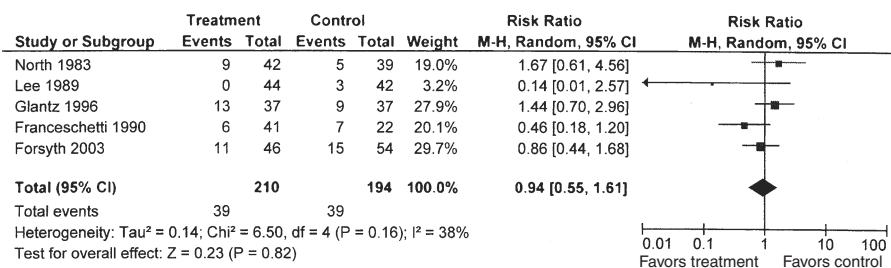 Treatment Control Risk Ratio Risk Ratio
Study or Subgroup Events Total Events Total Weight M-H, Random, 95% CI M-H, Random, 95% CI
North 1983 9 42 5 39 19.0% 1.67 [0.61, 4.56]
Lee 1989 0 44 3 42 3.2% 0.14 [0.01, 2.57]
Glantz 1996 13 37 9 37 27.9% 1.44 [0.70, 2.96]
Franceschetti 1990 6 41 7 22 20.1% 0.46 [0.18, 1.20]
Forsyth 2003 11 46 15 54 29.7% 0.86 [0.44, 1.68]
Total (95% CI) 210 194 100.0% 0.94 [0.55, 1.61]
Total events 39 39
Heterogeneity: Tau² = 0.14; Chi² = 6.50, df = 4 (P = 0.16); I² = 38%
Test for overall effect: Z = 0.23 (P = 0.82)
0.01 0.1 1 10 100
Favors treatment Favors control